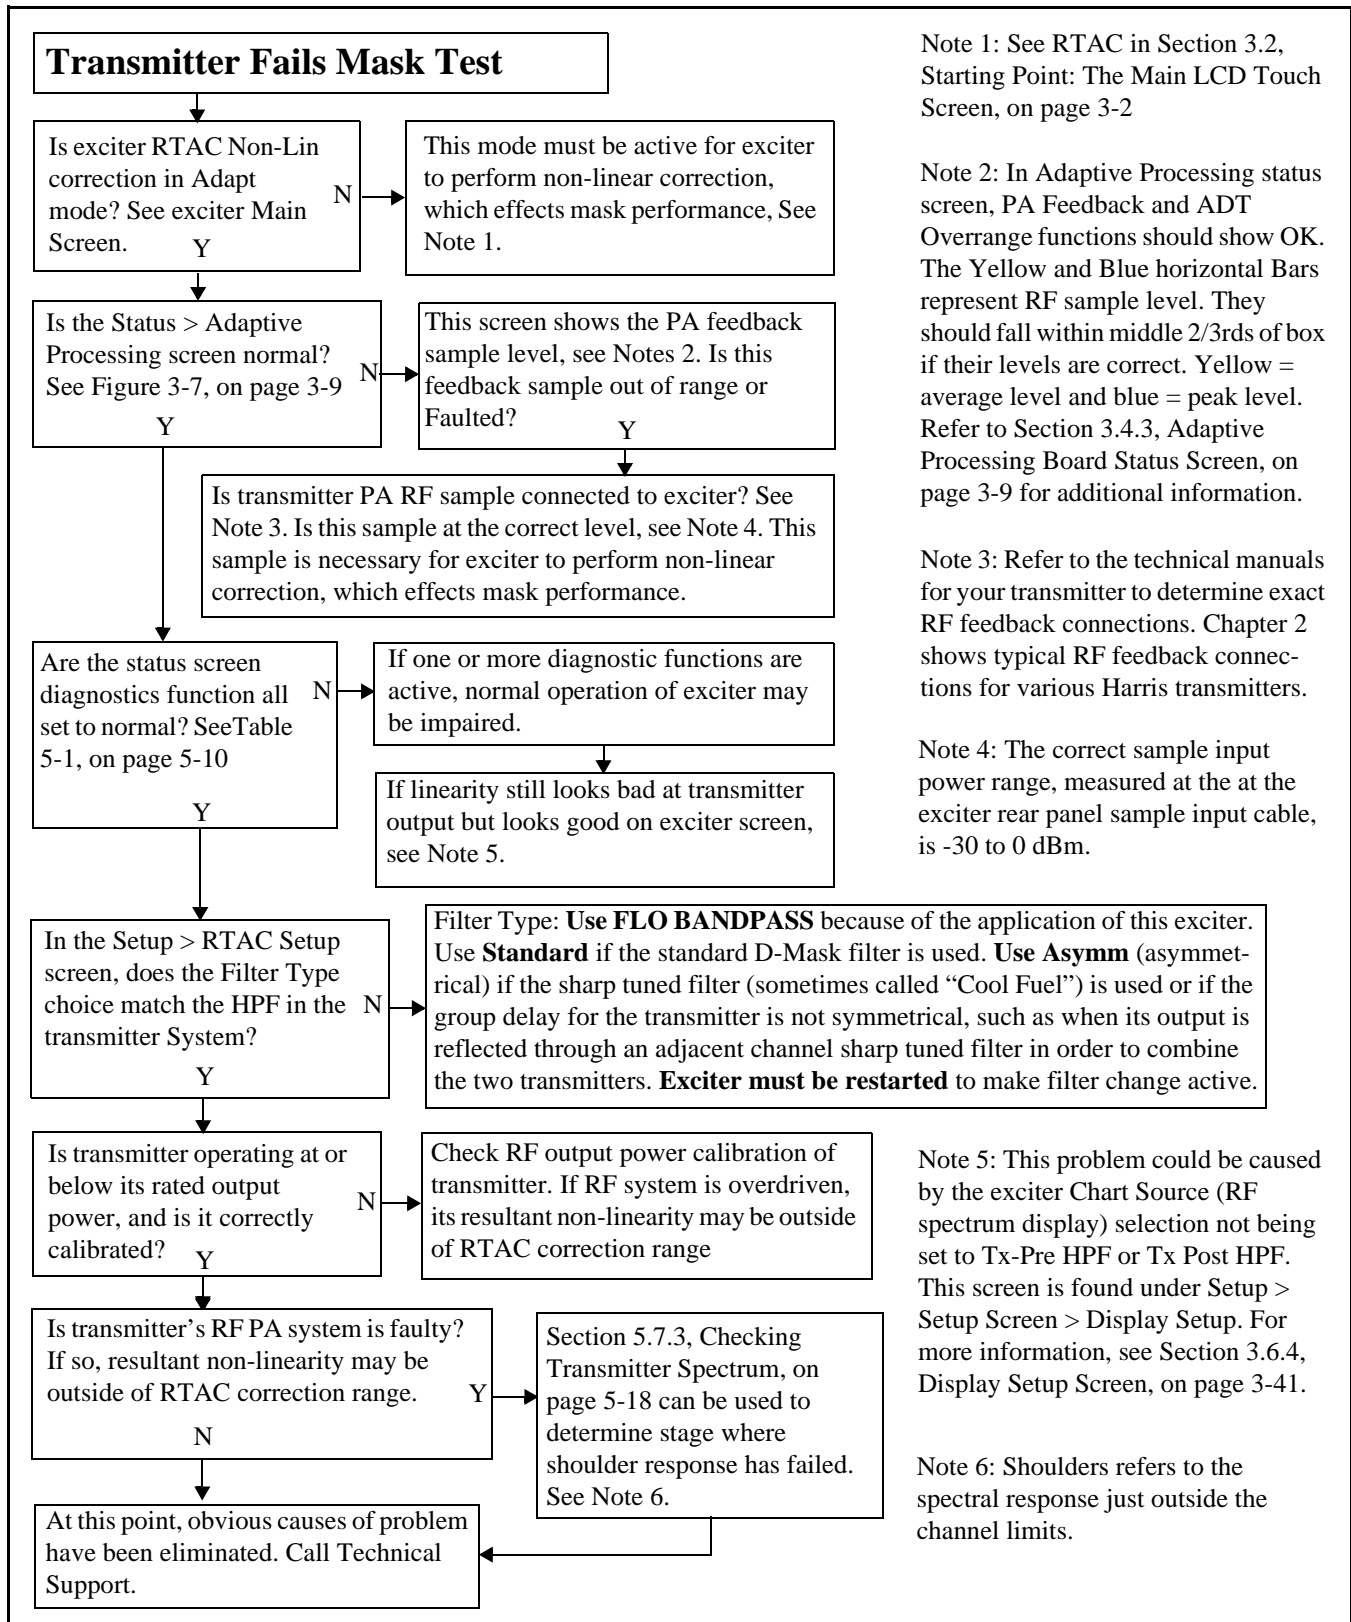 Transmitter Fails Mask Test
Is exciter RTAC Non-Lin
correction in Adapt
mode? See exciter Main
Screen.
Y
N
This mode must be active for exciter
to perform non-linear correction,
which effects mask performance, See
Note 1.
Is the Status > Adaptive
Processing screen normal?
See Figure 3-7, on page 3-9
Y
N
This screen shows the PA feedback
sample level, see Notes 2. Is this
feedback sample out of range or
Faulted?
Y
Is transmitter PA RF sample connected to exciter? See
Note 3. Is this sample at the correct level, see Note 4. This
sample is necessary for exciter to perform non-linear
correction, which effects mask performance.
Are the status screen
diagnostics function all
set to normal? SeeTable
5-1, on page 5-10
Y
N
If one or more diagnostic functions are
active, normal operation of exciter may
be impaired.
If linearity still looks bad at transmitter
output but looks good on exciter screen,
see Note 5.
In the Setup > RTAC Setup
screen, does the Filter Type
choice match the HPF in the
transmitter System?
Y
N
Filter Type: Use FLO BANDPASS because of the application of this exciter.
Use Standard if the standard D-Mask filter is used. Use Asymm (asymmet-
rical) if the sharp tuned filter (sometimes called “Cool Fuel”) is used or if the
group delay for the transmitter is not symmetrical, such as when its output is
reflected through an adjacent channel sharp tuned filter in order to combine
the two transmitters. Exciter must be restarted to make filter change active.
Is transmitter operating at or
below its rated output
power, and is it correctly
calibrated?
Y
N
Check RF output power calibration of
transmitter. If RF system is overdriven,
its resultant non-linearity may be outside
of RTAC correction range
Is transmitter's RF PA system is faulty?
If so, resultant non-linearity may be
outside of RTAC correction range.
Y
N
Section 5.7.3, Checking
Transmitter Spectrum, on
page 5-18 can be used to
determine stage where
shoulder response has failed.
See Note 6.
At this point, obvious causes of problem
have been eliminated. Call Technical
Support.
Note 1: See RTAC in Section 3.2,
Starting Point: The Main LCD Touch
Screen, on page 3-2
Note 2: In Adaptive Processing status
screen, PA Feedback and ADT
Overrange functions should show OK.
The Yellow and Blue horizontal Bars
represent RF sample level. They
should fall within middle 2/3rds of box
if their levels are correct. Yellow =
average level and blue = peak level.
Refer to Section 3.4.3, Adaptive
Processing Board Status Screen, on
page 3-9 for additional information.
Note 3: Refer to the technical manuals
for your transmitter to determine exact
RF feedback connections. Chapter 2
shows typical RF feedback connec-
tions for various Harris transmitters.
Note 4: The correct sample input
power range, measured at the at the
exciter rear panel sample input cable,
is -30 to 0 dBm.
Note 5: This problem could be caused
by the exciter Chart Source (RF
spectrum display) selection not being
set to Tx-Pre HPF or Tx Post HPF.
This screen is found under Setup >
Setup Screen > Display Setup. For
more information, see Section 3.6.4,
Display Setup Screen, on page 3-41.
Note 6: Shoulders refers to the
spectral response just outside the
channel limits.